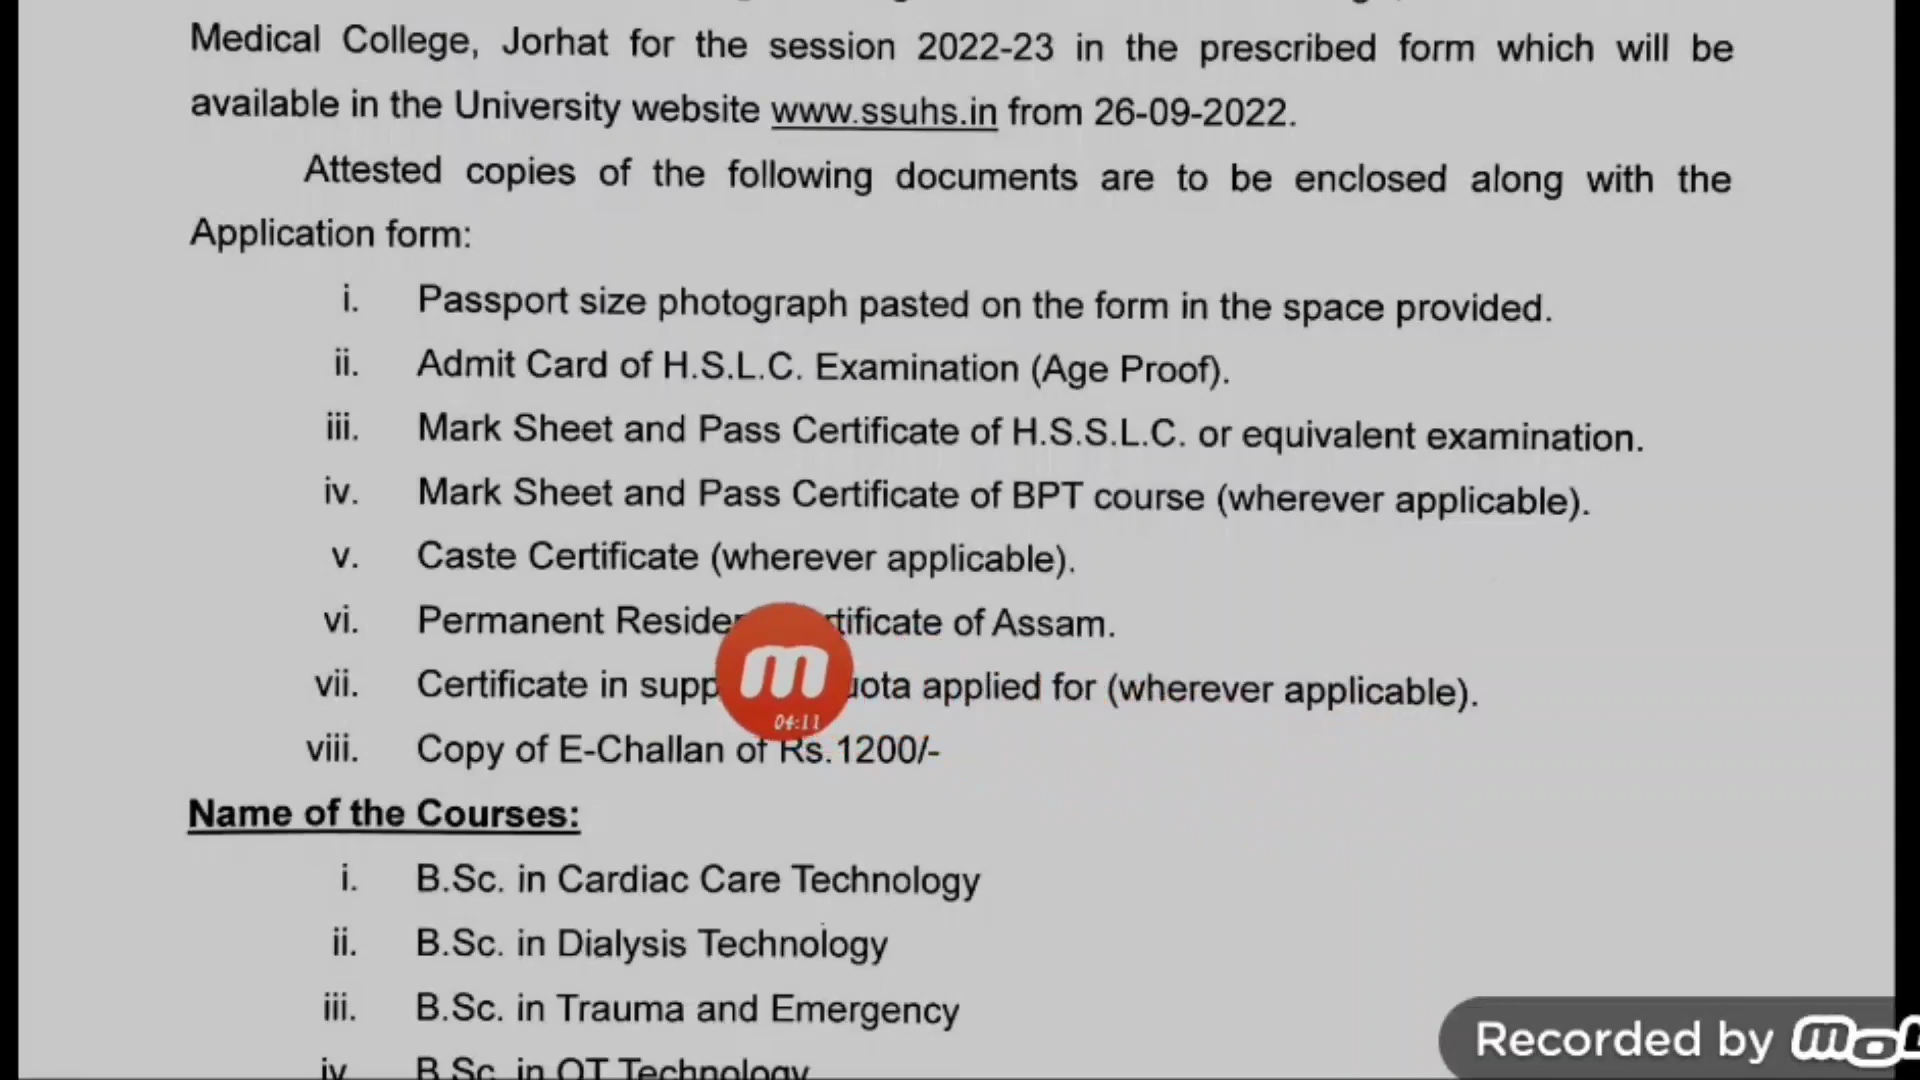 Medical College, Jorhat for the session 2022-23 in the prescribed form which will be
available in the University website www.ssuhs.in from 26-09-2022.
Attested copies of the following documents are to be enclosed along with the
Application form:
i. Passport size photograph pasted on the form in the space provided.
ii. Admit Card of H.S.L.C. Examination (Age Proof).
iii. Mark Sheet and Pass Certificate of H.S.S.L.C. or equivalent examination.
iv. Mark Sheet and Pass Certificate of BPT course (wherever applicable).
v. Caste Certificate (wherever applicable).
vi. Permanent of Assam.
vii. Certificate in applied for (wherever applicable).
04:11
viii. Copy of E-Challan of Rs.1200/-
Name of the Courses:
i. B.Sc. in Cardiac Care Technology
ii. B.Sc. in Dialysis Technology
iii. B.Sc. in Trauma and Emergency
iv. B.Sc. in OT Technology
Recorded by